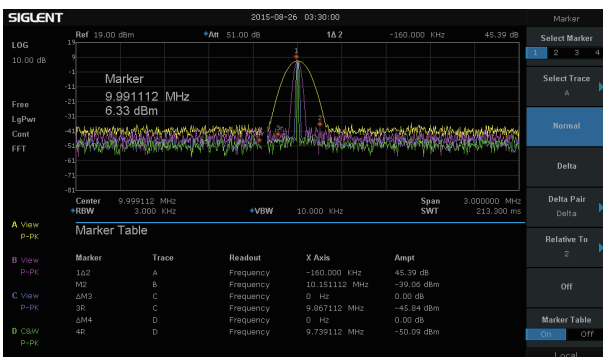 SIGLENT 2015-08-26 03:30:00 Marker
LOG Ref 19.00 dBm *Att 51.00 dB 1Δ2 -160.000 KHz 45.39 dB
10.00 dB
19
9
-1
-11
-21
-31
-41
-51
-61
-71
-81
Marker
9.991112 MHz
6.33 dBm
1
2
Free
LgPwr
Cont
FFT
Center 9.999112 MHz Span 3.000000 MHz
*RBW 3.000 KHz *VBW 10.000 KHz SWT 213.300 ms
Marker Table
Marker Trace Readout X Axis Ampt
1Δ2 A Frequency -160.000 KHz 45.39 dB
M2 B Frequency 10.151112 MHz -39.06 dBm
ΔM3 C Frequency 0 Hz 0.00 dB
3R C Frequency 9.867112 MHz -45.84 dBm
ΔM4 D Frequency 0 Hz 0.00 dB
4R D Frequency 9.739112 MHz -50.09 dBm
A View
P-PK
B View
P-PK
C View
P-PK
D C&W
P-PK
Select Marker
1 2 3 4
Select Trace
A
Normal
Delta
Delta Pair
Delta
Relative To
2
Off
Marker Table
On Off
Local